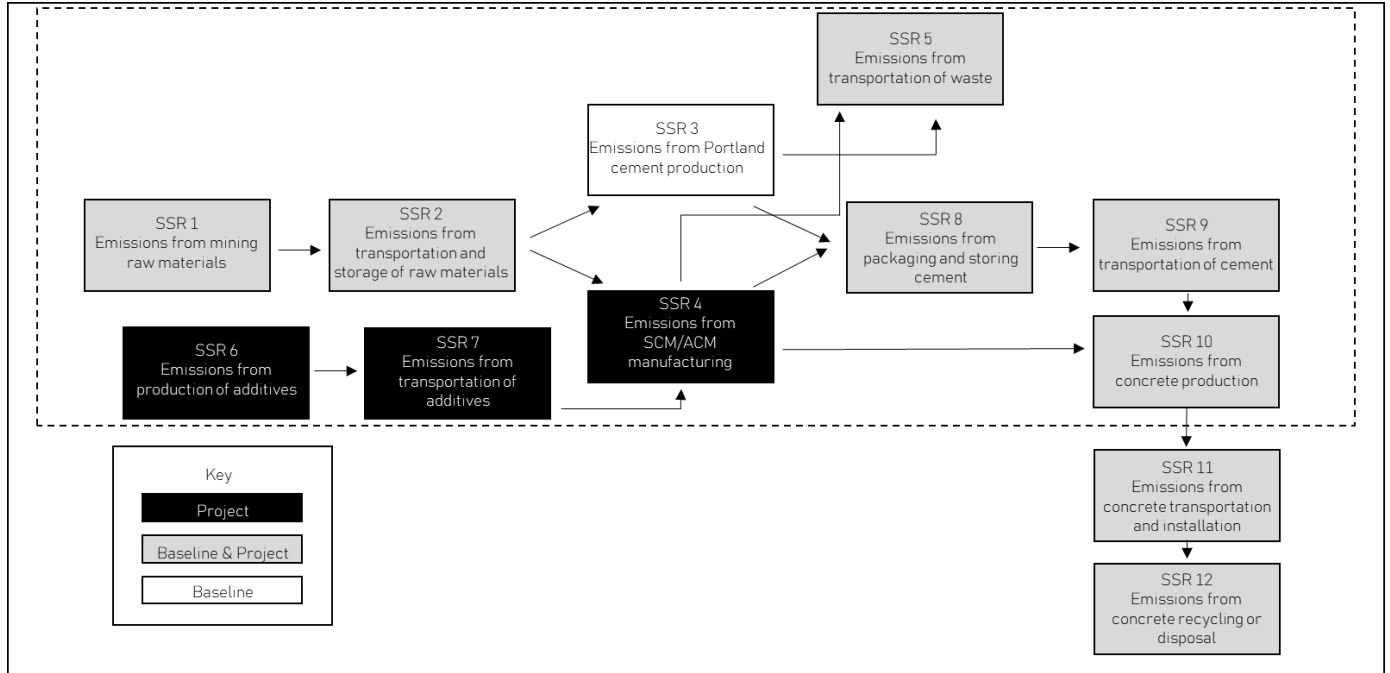 SSR 5
Emissions from
transportation of waste
SSR 3
Emissions from Portland
cement production
SSR 1
Emissions from mining
raw materials
SSR 2
Emissions from
transportation and
storage of raw materials
SSR 8
Emissions from
packaging and storing
cement
SSR 9
Emissions from
transportation of cement
SSR 4
Emissions from
SCM/ACM
manufacturing
SSR 6
Emissions from
production of additives
SSR 7
Emissions from
transportation of
additives
SSR 10
Emissions from
concrete production
Key
Project
Baseline & Project
Baseline
SSR 11
Emissions from
concrete transportation
and installation
SSR 12
Emissions from
concrete recycling or
disposal